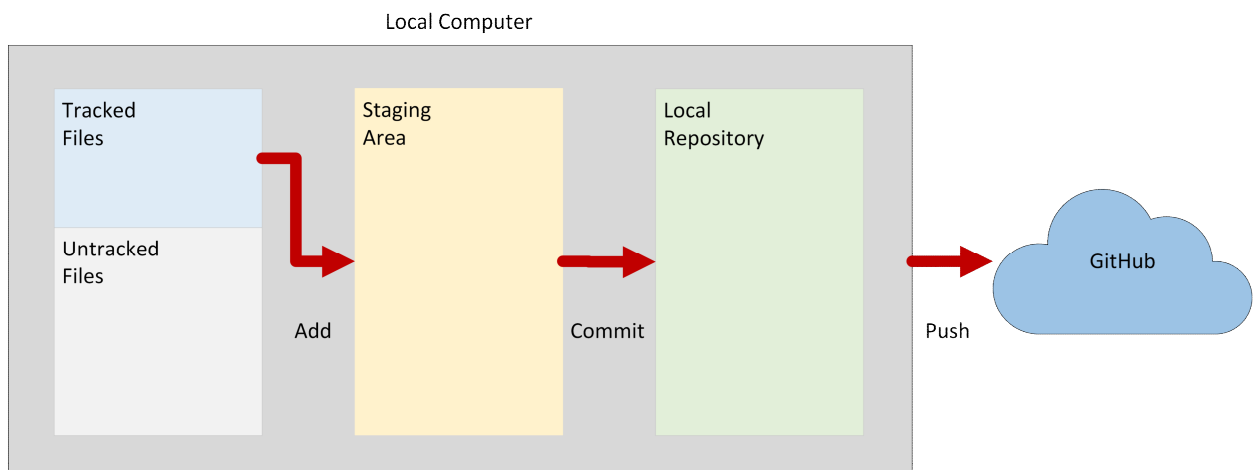 Local Computer
Tracked
Files
Staging
Area
Local
Repository
Untracked
Files
GitHub
Add
Commit
Push